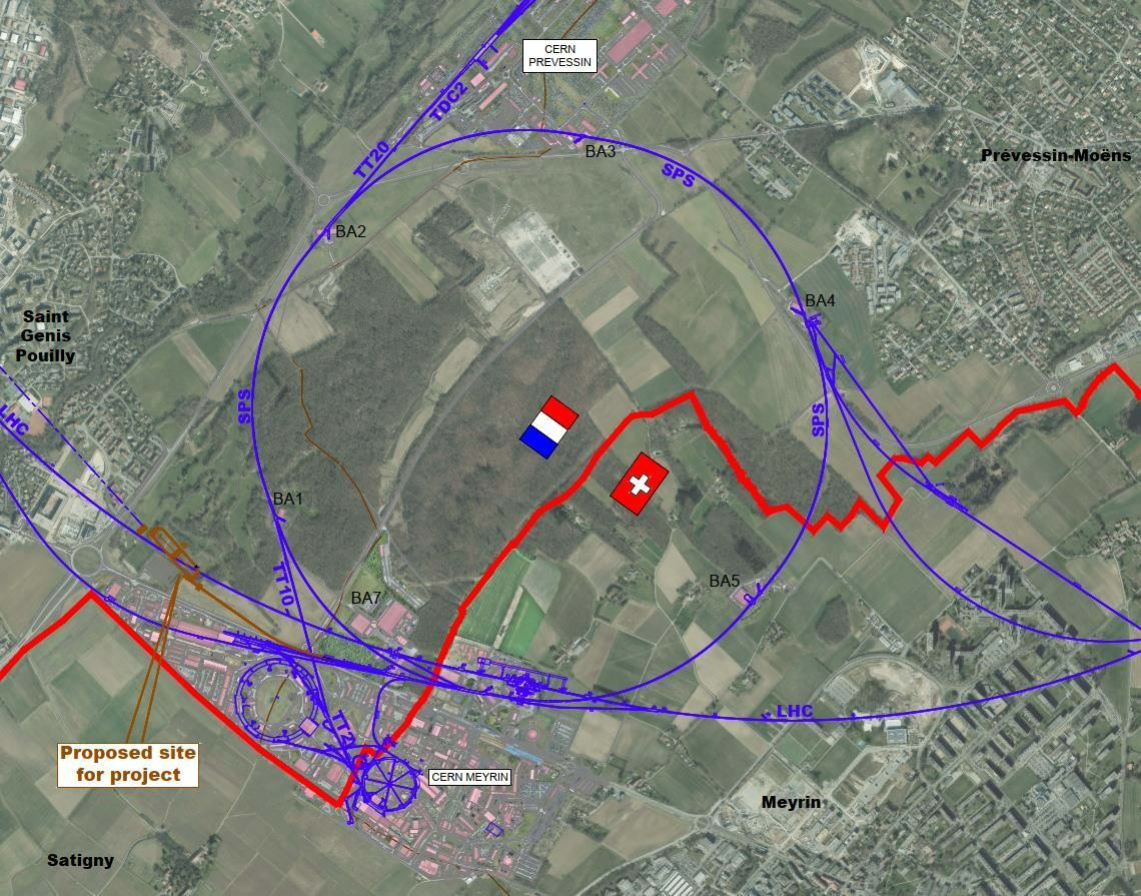 CERN
PREVESSIN
TDC2
TT20
BA3
SPS
Prévessin-Moëns
BA2
BA4
Saint
Genis
Pouilly
SPS
SPS
LHC
BA1
TT10
BA5
BA7
LHC
TT2
Proposed site
for project
CERN MEYRIN
Meyrin
Satigny